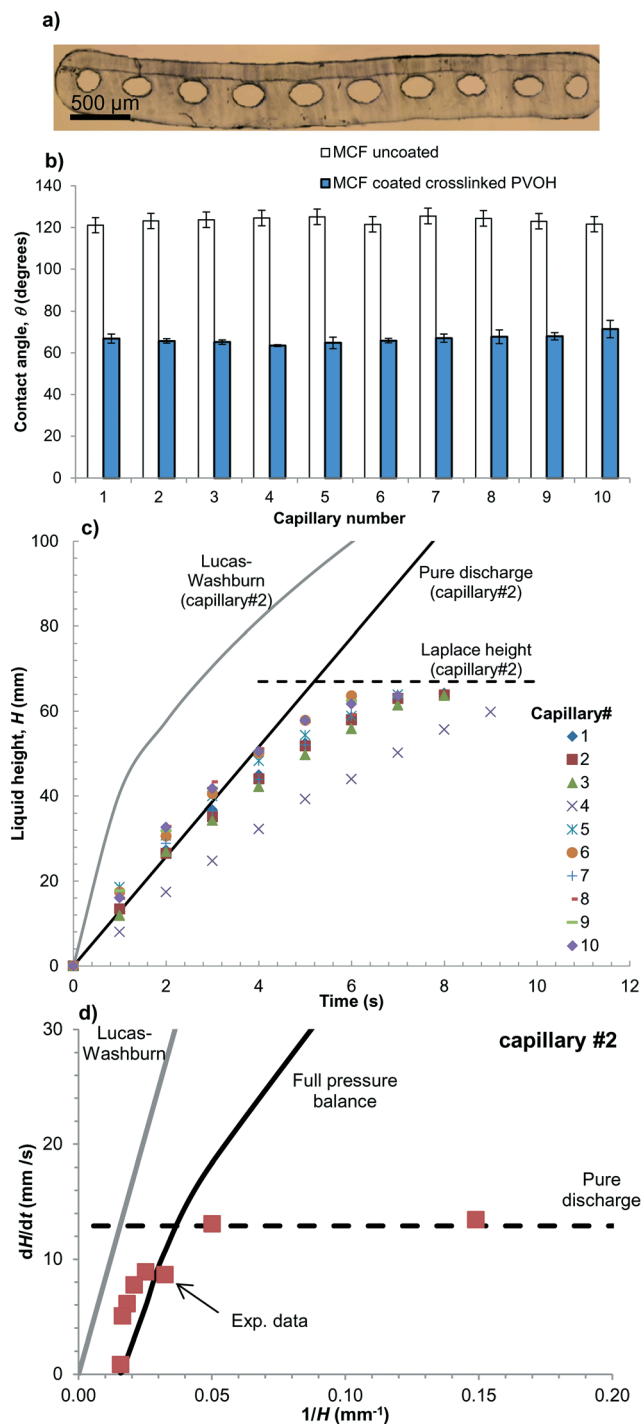 a)
500 µm
b)
MCF uncoated
MCF coated crosslinked PVOH
Contact angle, θ (degrees)
140
120
100
80
60
40
20
0
1 2 3 4 5 6 7 8 9 10
Capillary number
c)
Liquid height, H (mm)
100
80
60
40
20
0
Lucas-
Washburn
(capillary#2)
Pure discharge
(capillary#2)
Laplace height
(capillary#2)
Capillary#
1
2
3
4
5
6
7
8
9
10
0 2 4 6 8 10 12
Time (s)
d)
dH/dt (mm /s)
30
20
10
0
Lucas-
Washburn
capillary #2
Full pressure
balance
Pure
discharge
Exp. data
0.00 0.05 0.10 0.15 0.20
1/H (mm⁻¹)